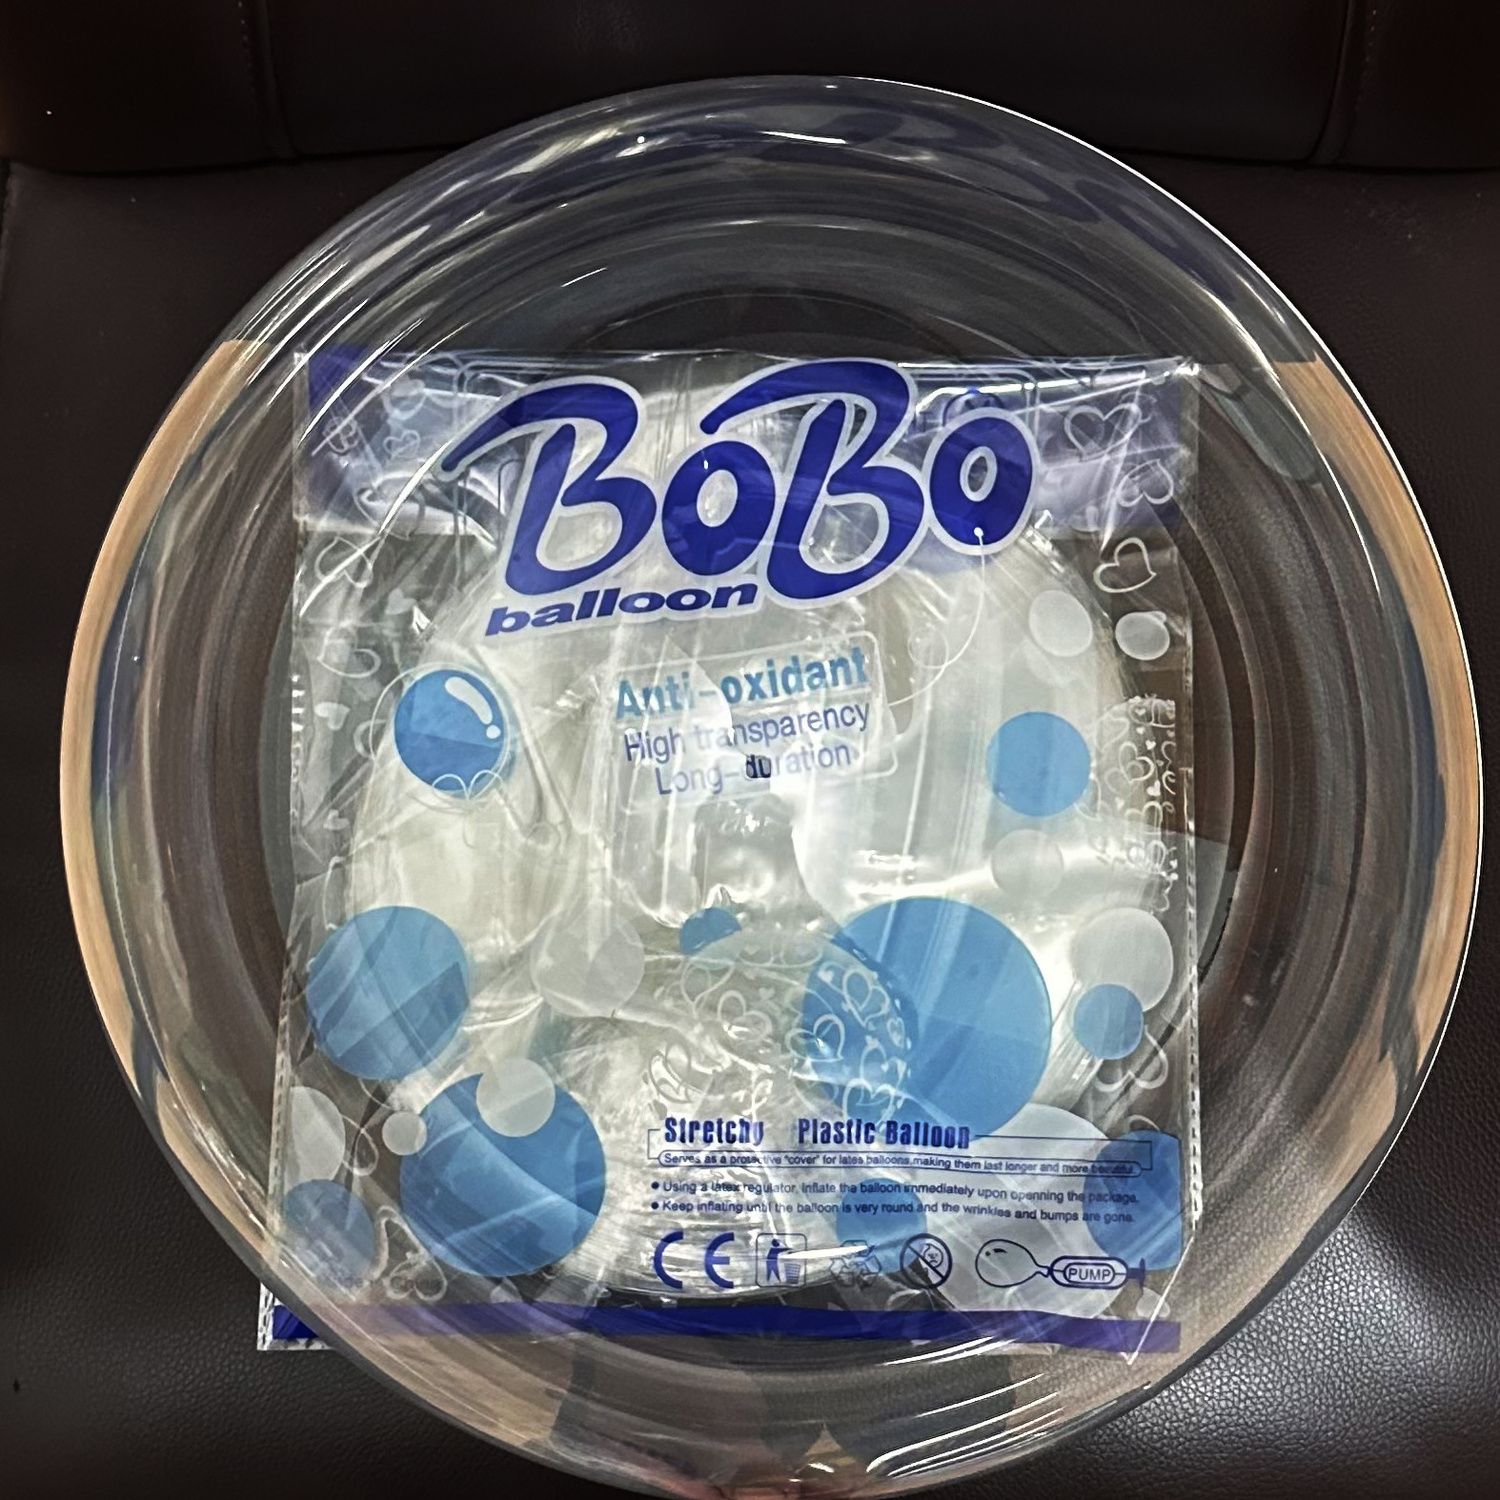 BoBo
balloon
Anti-oxidant
High transparency
Long-duration
Stretchy Plastic Balloon
Serves as a protective "cover" for latex balloons,making them last longer and more beautiful
• Using a latex regulator, inflate the balloon immediately upon openning the package.
• Keep inflating until the balloon is very round and the wrinkles and bumps are gone.
CE
PUMP